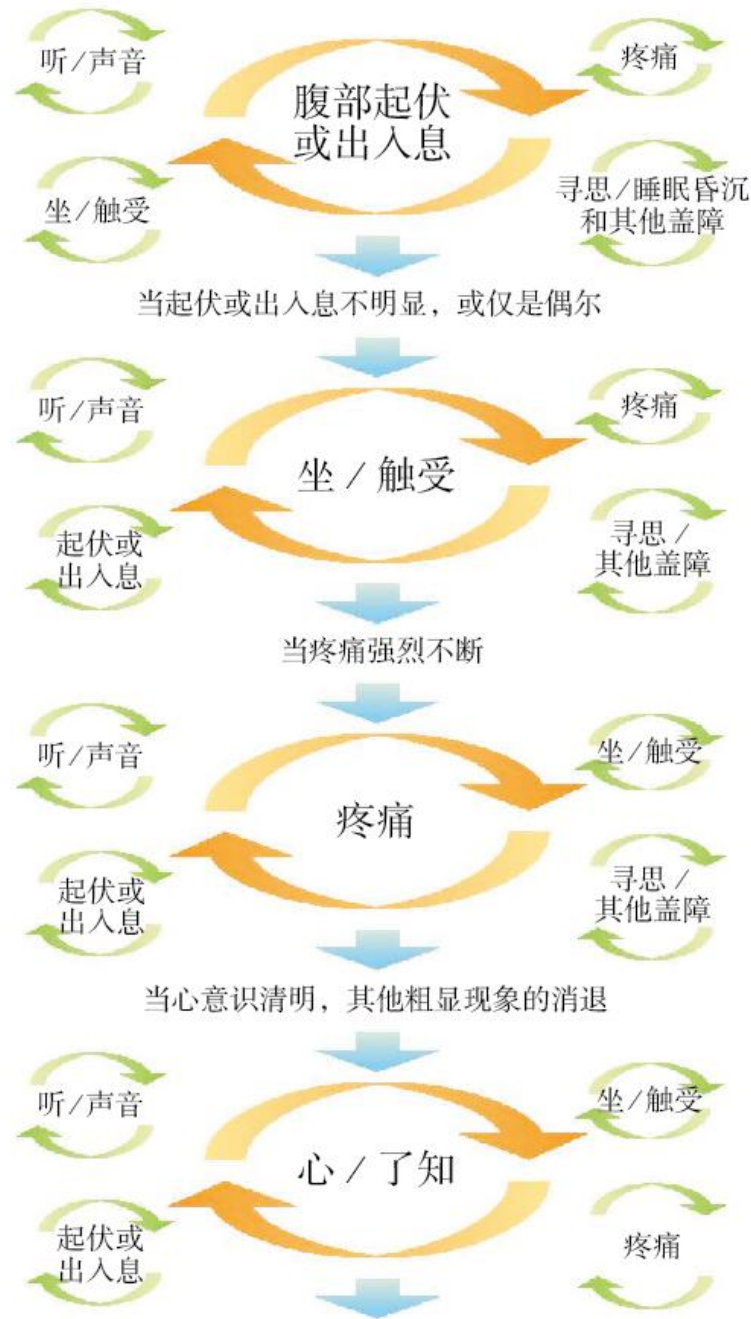 听/声音
疼痛
腹部起伏
或出入息
坐/触受
寻思/睡眠昏沉
和其他盖障
当起伏或出入息不明显，或仅是偶尔
听/声音
疼痛
坐/触受
起伏或
出入息
寻思/
其他盖障
当疼痛强烈不断
听/声音
坐/触受
疼痛
起伏或
出入息
寻思/
其他盖障
当心意识清明，其他粗显现象的消退
听/声音
坐/触受
心/了知
起伏或
出入息
疼痛